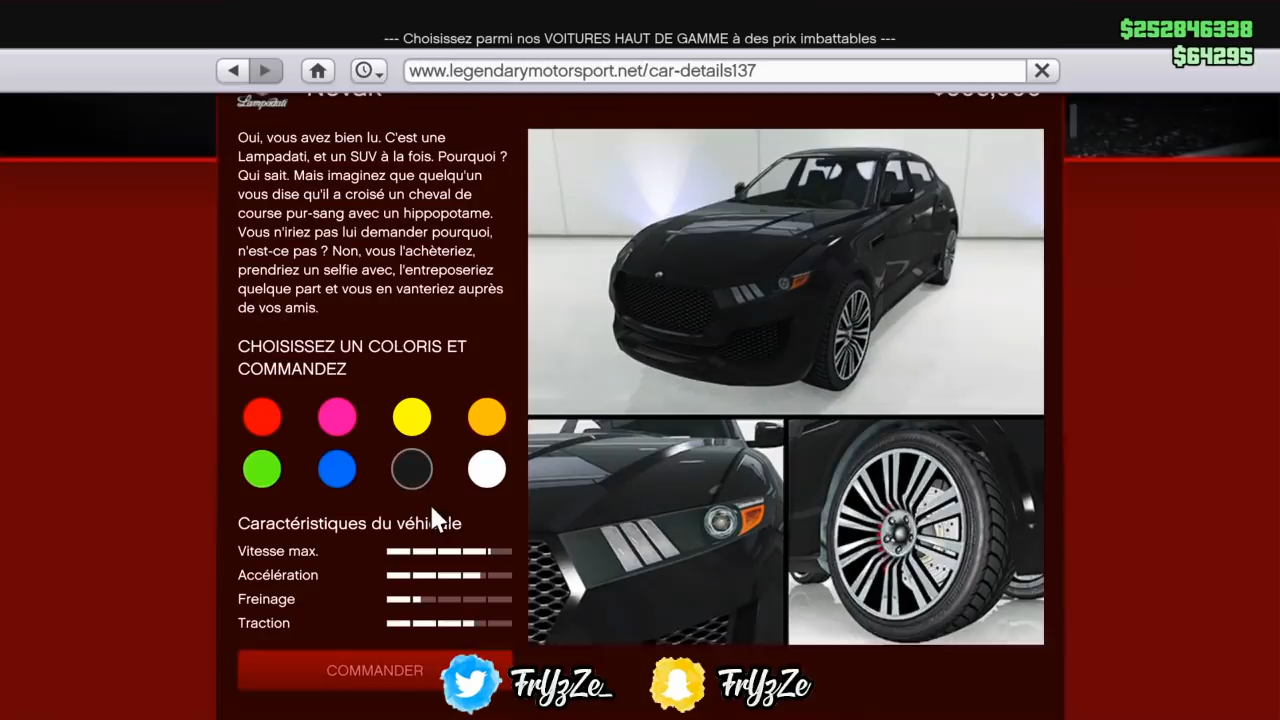 --- Choisissez parmi nos VOITURES HAUT DE GAMME à des prix imbattables ---
$252846338
$64295
www.legendarymotorsport.net/car-details137
Lampadati
Novak
Oui, vous avez bien lu. C'est une
Lampadati, et un SUV à la fois. Pourquoi ?
Qui sait. Mais imaginez que quelqu'un
vous dise qu'il a croisé un cheval de
course pur-sang avec un hippopotame.
Vous n'iriez pas lui demander pourquoi,
n'est-ce pas ? Non, vous l'achèteriez,
prendriez un selfie avec, l'entreposeriez
quelque part et vous en vanteriez auprès
de vos amis.
CHOISISSEZ UN COLORIS ET
COMMANDEZ
Caractéristiques du véhicule
Vitesse max.
Accélération
Freinage
Traction
COMMANDER
FrYzZe_
FrYzZe